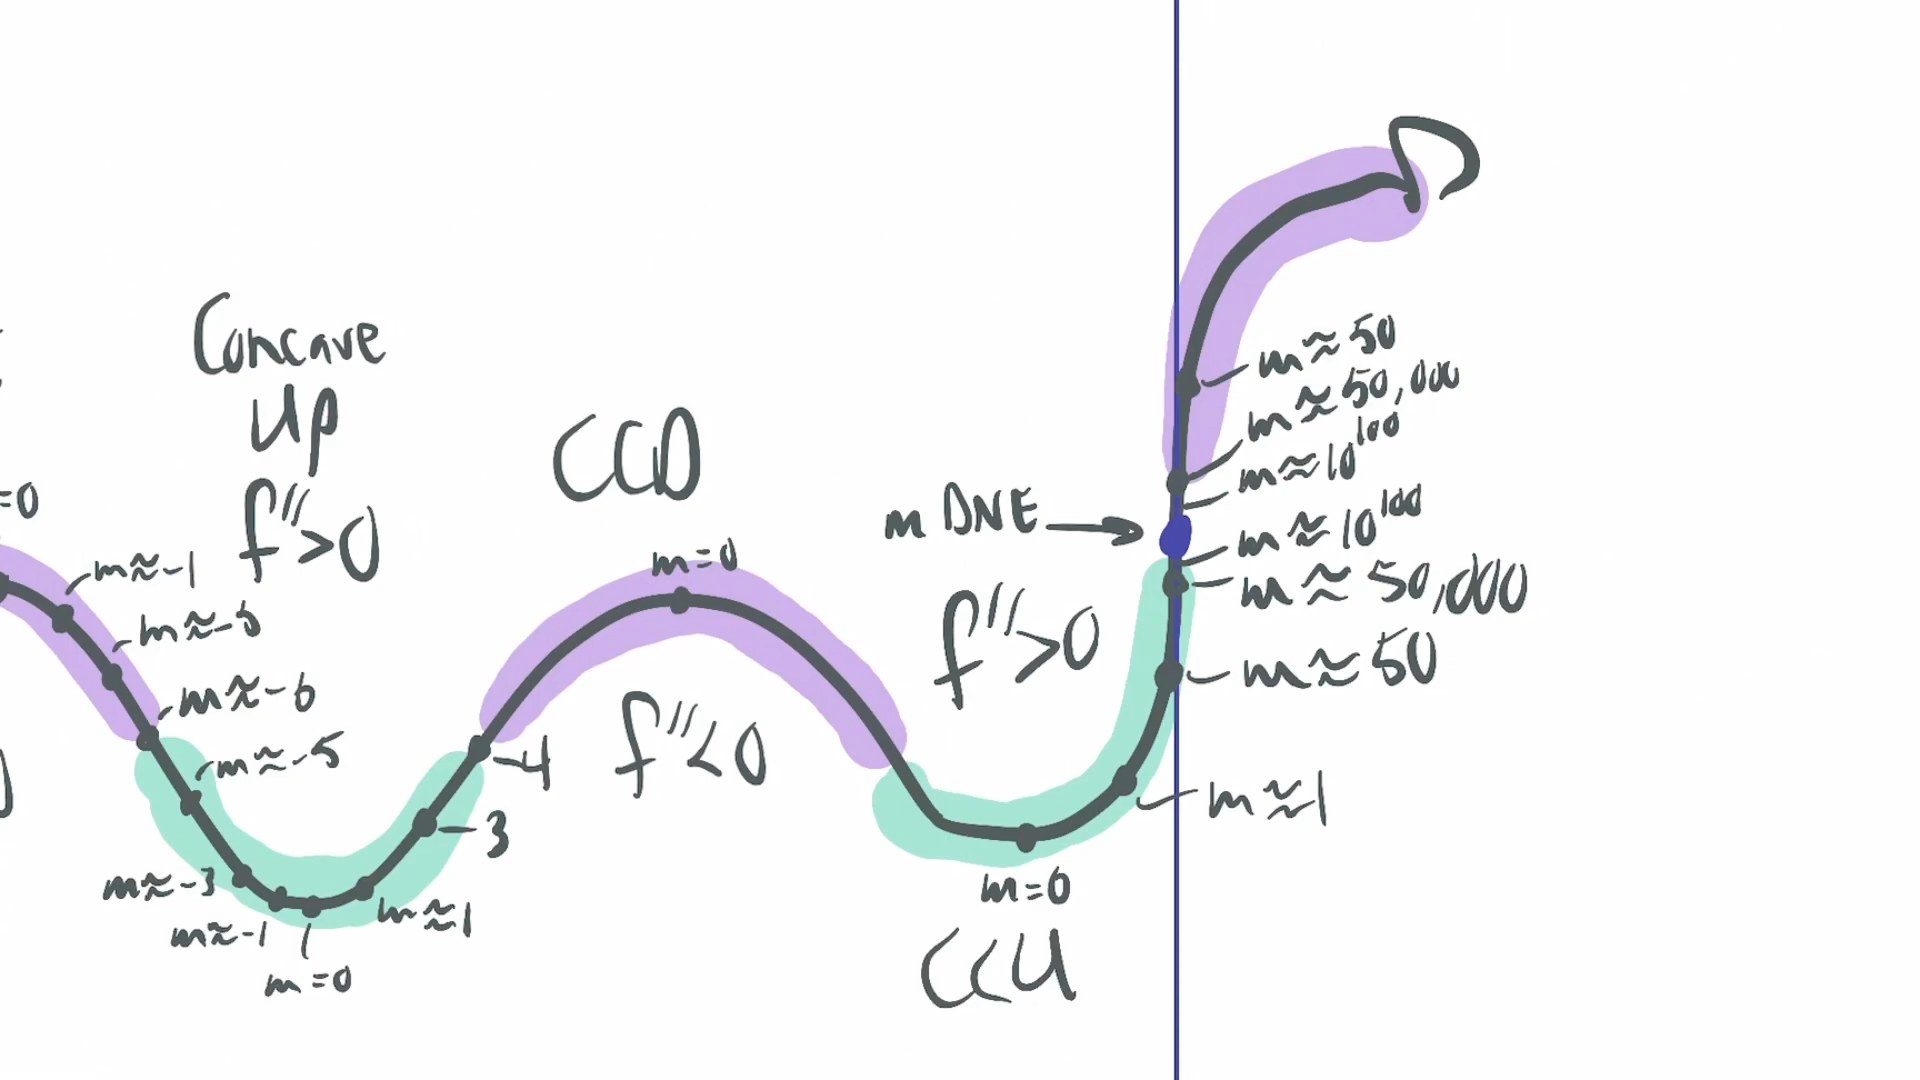 =0
m≈-1
m≈-5
m≈-6
m≈-5
m≈-3
m≈-1
m=0
m≈1
3
4
Concave
Up
f''>0
CCD
m=0
f''<0
m DNE
f''>0
m=0
CCU
m≈50
m≈50,000
m≈10^100
m≈10^100
m≈50,000
m≈50
m≈1